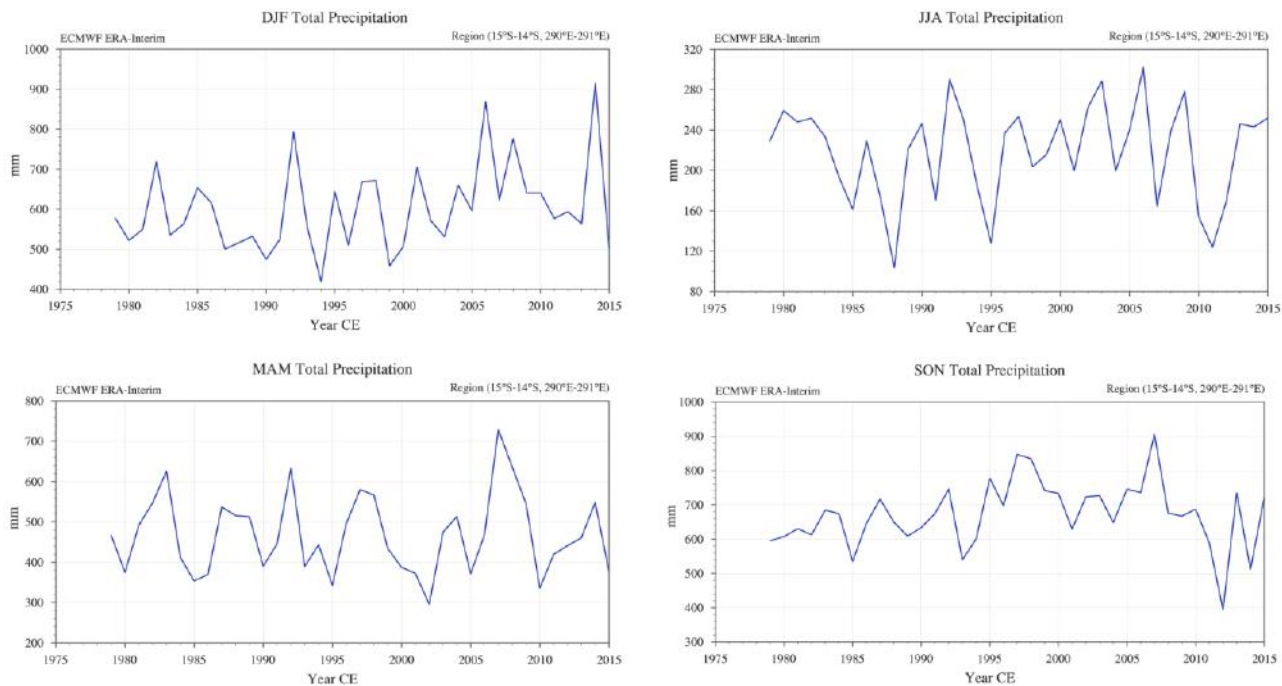 DJF Total Precipitation
ECMWF ERA-Interim
Region (15°S-14°S, 290°E-291°E)
1000
900
800
700
600
500
400
mm
1975 1980 1985 1990 1995 2000 2005 2010 2015
Year CE
JJA Total Precipitation
ECMWF ERA-Interim
Region (15°S-14°S, 290°E-291°E)
320
280
240
200
160
120
80
mm
1975 1980 1985 1990 1995 2000 2005 2010 2015
Year CE
MAM Total Precipitation
ECMWF ERA-Interim
Region (15°S-14°S, 290°E-291°E)
800
700
600
500
400
300
200
mm
1975 1980 1985 1990 1995 2000 2005 2010 2015
Year CE
SON Total Precipitation
ECMWF ERA-Interim
Region (15°S-14°S, 290°E-291°E)
1000
900
800
700
600
500
400
300
mm
1975 1980 1985 1990 1995 2000 2005 2010 2015
Year CE